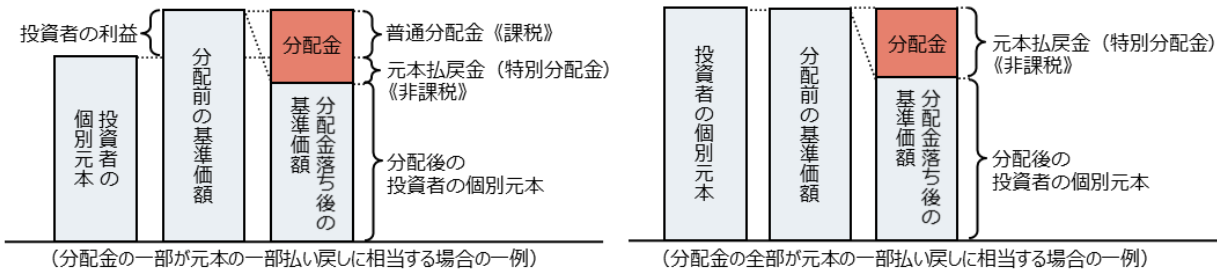 投資者の利益
投資者の
個別元本
分配前の基準価額
分配金
分配金落ち後の
基準価額
普通分配金《課税》
元本払戻金（特別分配金）
《非課税》
分配後の
投資者の個別元本
（分配金の一部が元本の一部払い戻しに相当する場合の一例）
投資者の個別元本
分配前の基準価額
分配金
分配金落ち後の
基準価額
元本払戻金（特別分配金）
《非課税》
分配後の
投資者の個別元本
（分配金の全部が元本の一部払い戻しに相当する場合の一例）